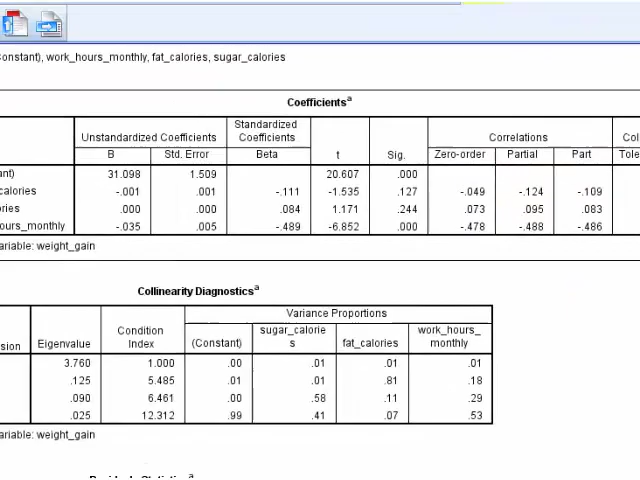 onstant), work_hours_monthly, fat_calories, sugar_calories
Coefficientsa
Unstandardized Coefficients Standardized Coefficients t Sig. Correlations Col
B Std. Error Beta Zero-order Partial Part Tole
ant) 31.098 1.509 20.607 .000
calories -.001 .001 -.111 -1.535 .127 -.049 -.124 -.109
ories .000 .000 .084 1.171 .244 .073 .095 .083
ours_monthly -.035 .005 -.489 -6.852 .000 -.478 -.488 -.486
ariable: weight_gain
Collinearity Diagnosticsa
Variance Proportions
sion Eigenvalue Condition Index (Constant) sugar_calories fat_calories work_hours_monthly
3.760 1.000 .00 .01 .01 .01
.125 5.485 .01 .01 .81 .18
.090 6.461 .00 .58 .11 .29
.025 12.312 .99 .41 .07 .53
ariable: weight_gain